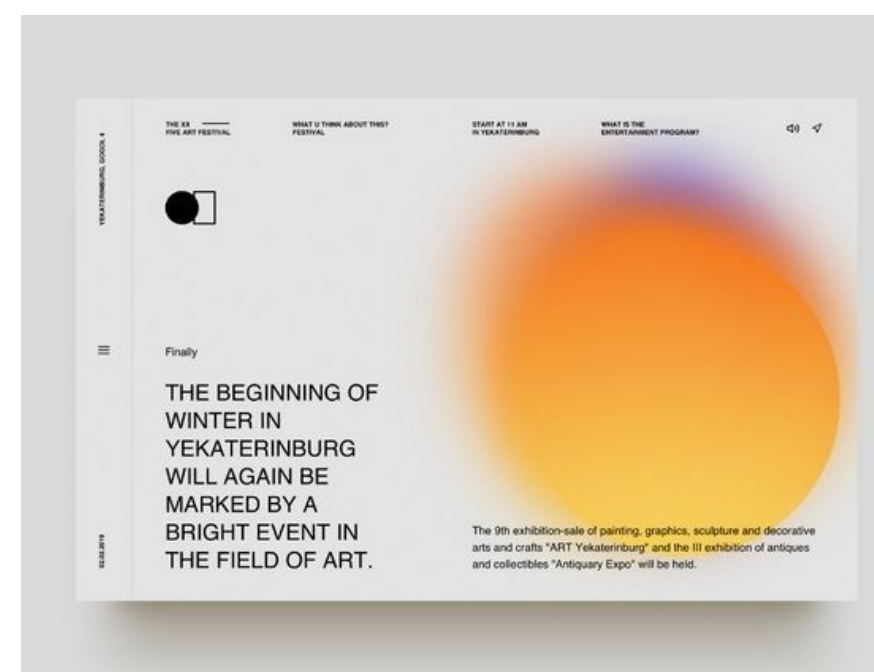 THE XX
FIVE ART FESTIVAL
WHAT U THINK ABOUT THIS?
FESTIVAL
START AT 11 AM
IN YEKATERINBURG
WHAT IS THE
ENTERTAINMENT PROGRAM?
YEKATERINBURG, GOGOL 4
Finally
THE BEGINNING OF
WINTER IN
YEKATERINBURG
WILL AGAIN BE
MARKED BY A
BRIGHT EVENT IN
THE FIELD OF ART.
02.02.2019
The 9th exhibition-sale of painting, graphics, sculpture and decorative
arts and crafts "ART Yekaterinburg" and the III exhibition of antiques
and collectibles "Antiquary Expo" will be held.